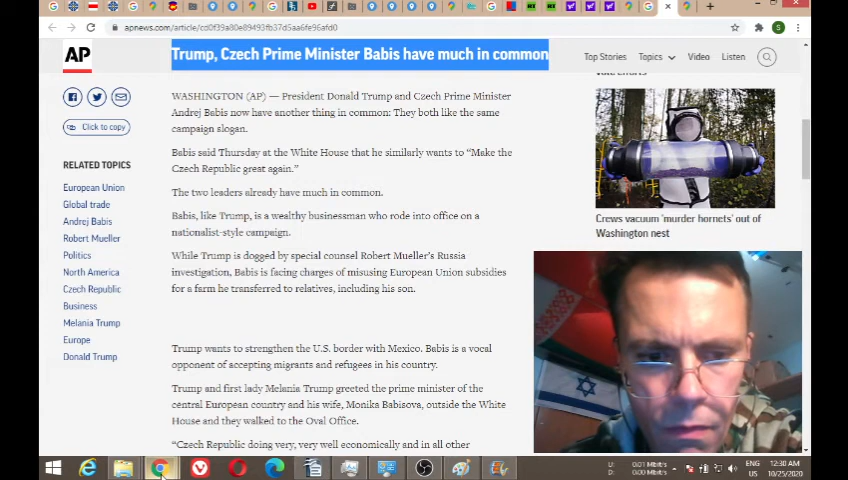 apnews.com/article/cd0f39a80e89493fb37d5aa6fe96afd0
S
AP
Trump, Czech Prime Minister Babis have much in common
Top Stories Topics Video Listen
WASHINGTON (AP) — President Donald Trump and Czech Prime Minister
Andrej Babis now have another thing in common: They both like the same
campaign slogan.
Click to copy
Babis said Thursday at the White House that he similarly wants to “Make the
Czech Republic great again.”
The two leaders already have much in common.
Babis, like Trump, is a wealthy businessman who rode into office on a
nationalist-style campaign.
While Trump is dogged by special counsel Robert Mueller’s Russia
investigation, Babis is facing charges of misusing European Union subsidies
for a farm he transferred to relatives, including his son.
Trump wants to strengthen the U.S. border with Mexico. Babis is a vocal
opponent of accepting migrants and refugees in his country.
Trump and first lady Melania Trump greeted the prime minister of the
central European country and his wife, Monika Babisova, outside the White
House and they walked to the Oval Office.
“Czech Republic doing very, very well economically and in all other
RELATED TOPICS
European Union
Global trade
Andrej Babis
Robert Mueller
Politics
North America
Czech Republic
Business
Melania Trump
Europe
Donald Trump
Crews vacuum 'murder hornets' out of
Washington nest
U: 0.01 Mbit/s
D: 0.00 Mbit/s
ENG
US
12:30 AM
10/25/2020